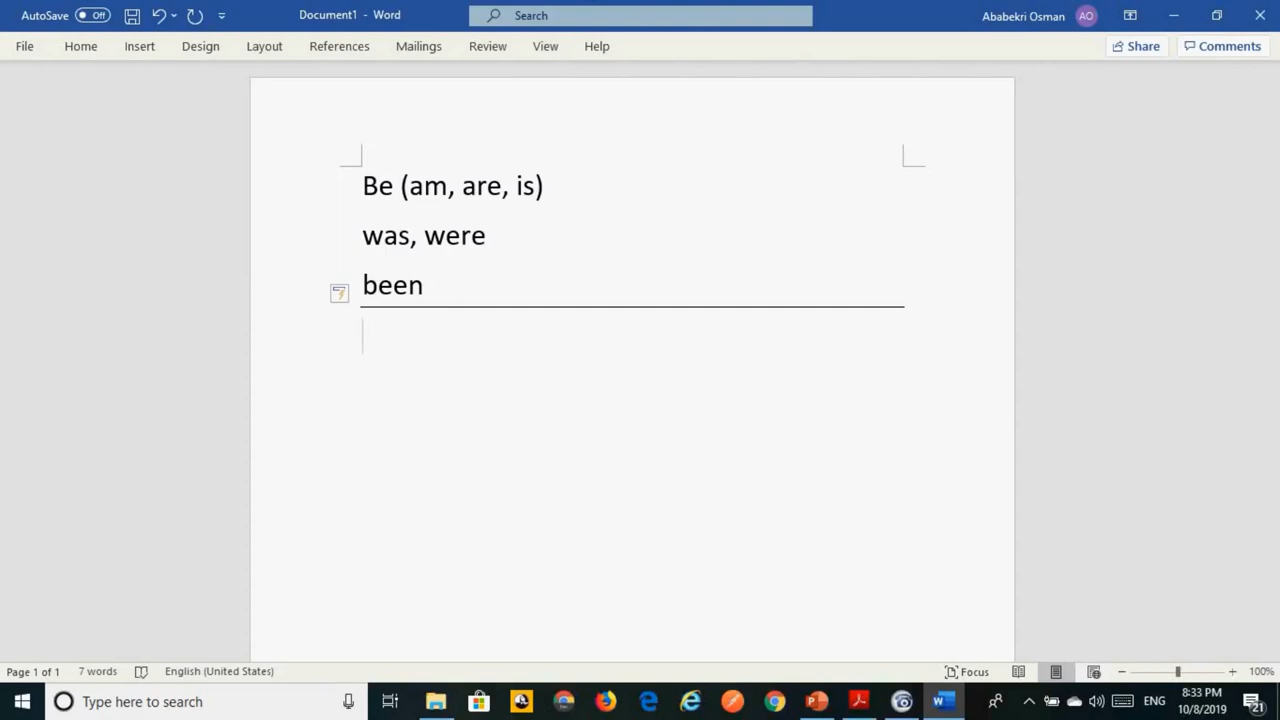 AutoSave Off Document1 - Word Search Ababekri Osman AO
File Home Insert Design Layout References Mailings Review View Help Share Comments
Be (am, are, is)
was, were
been
Page 1 of 1 7 words English (United States) Focus 100%
Type here to search ENG 8:33 PM
10/8/2019 21